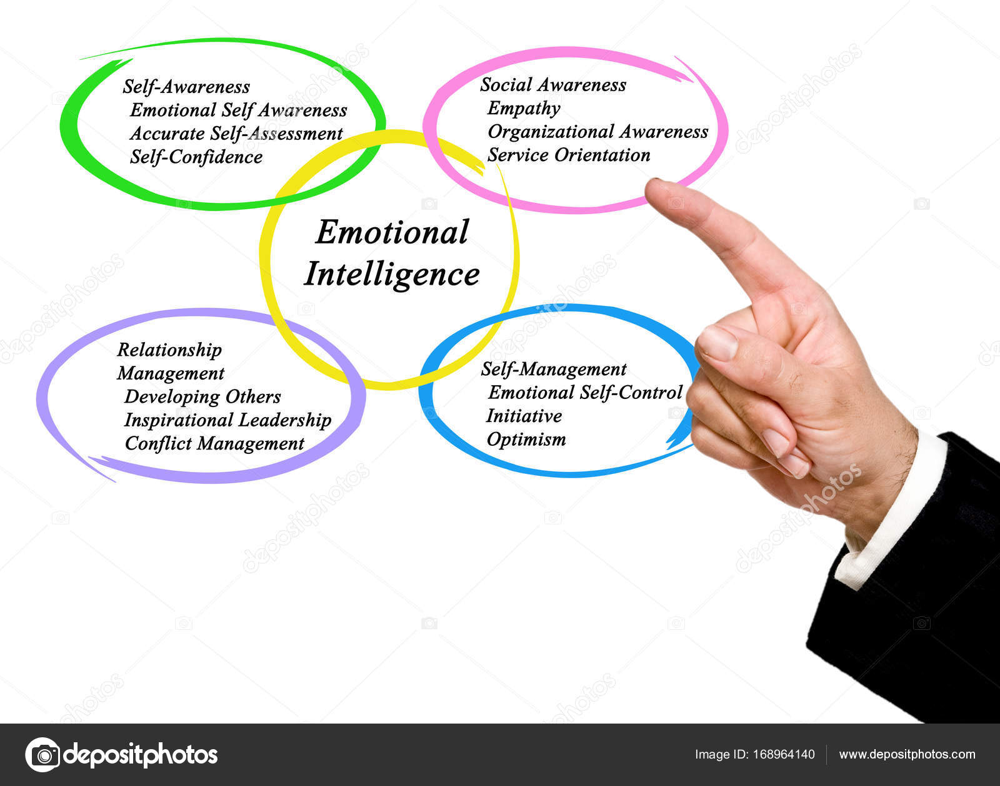 Self-Awareness
Emotional Self Awareness
Accurate Self-Assessment
Self-Confidence
Social Awareness
Empathy
Organizational Awareness
Service Orientation
Emotional
Intelligence
Relationship
Management
Developing Others
Inspirational Leadership
Conflict Management
Self-Management
Emotional Self-Control
Initiative
Optimism
depositphotos
Image ID: 168964140
www.depositphotos.com